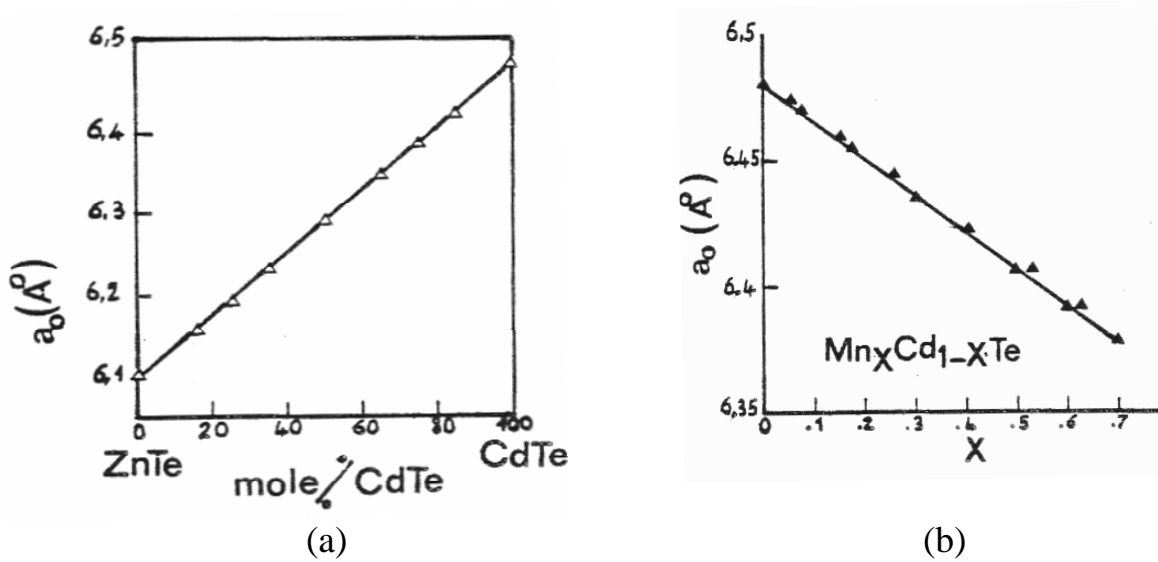 6,5
6,4
6,3
6,2
6,1
a₀(Å)
0 20 40 60 80 100
ZnTe CdTe
mole % CdTe
(a)
6,5
6,45
6.4
6,35
a₀ (Å)
MnXCd1-XTe
0 .1 .2 .3 .4 .5 .6 .7
X
(b)